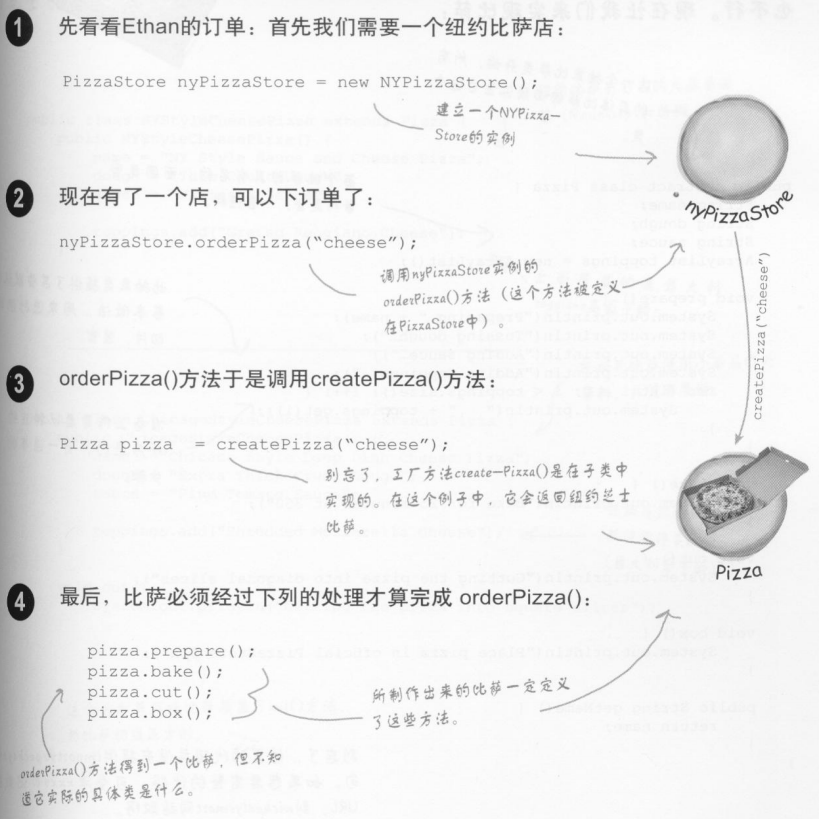 1 先看看Ethan的订单：首先我们需要一个纽约比萨店：
PizzaStore nyPizzaStore = new NYPizzaStore();
建立一个NYPizza-
Store的实例
nyPizzaStore
2 现在有了一个店，可以下订单了：
nyPizzaStore.orderPizza(“cheese”);
调用nyPizzaStore实例的
orderPizza()方法（这个方法被定义
在PizzaStore中）。
createPizza(“cheese”)
3 orderPizza()方法于是调用createPizza()方法：
Pizza pizza = createPizza(“cheese”);
别忘了，工厂方法create-Pizza()是在子类中
实现的。在这个例子中，它会返回纽约兰士
比萨。
Pizza
4 最后，比萨必须经过下列的处理才算完成 orderPizza()：
pizza.prepare();
pizza.bake();
pizza.cut();
pizza.box();
所制作出来的比萨一定定义
了这些方法。
orderPizza()方法得到一个比萨，但不知
道它实际的具体类是什么。